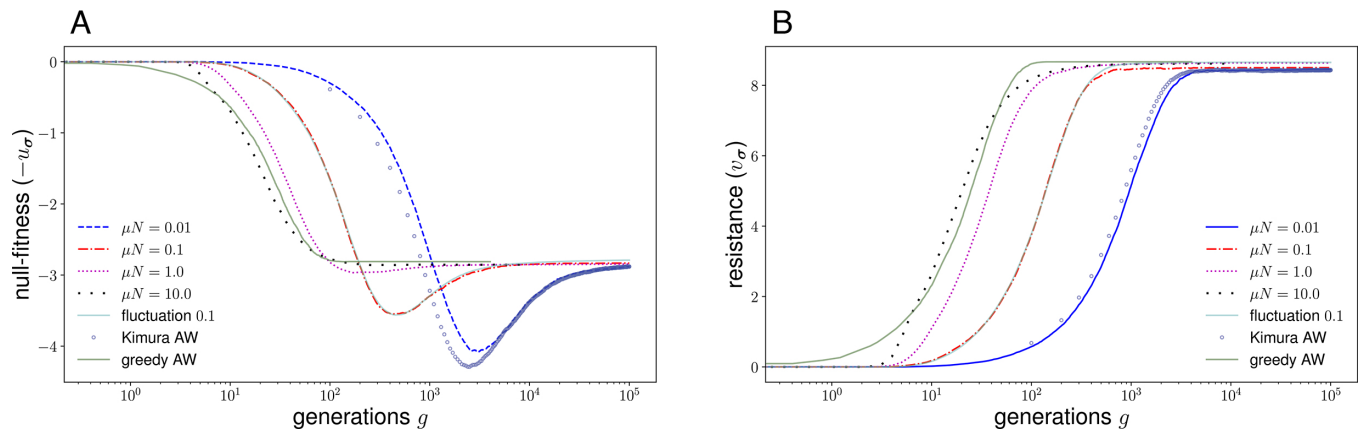 A
0
−1
−2
−3
−4
null-fitness (−u_σ)
μN = 0.01
μN = 0.1
μN = 1.0
μN = 10.0
fluctuation 0.1
Kimura AW
greedy AW
10^0 10^1 10^2 10^3 10^4 10^5
generations g
B
8
6
4
2
0
resistance (v_σ)
μN = 0.01
μN = 0.1
μN = 1.0
μN = 10.0
fluctuation 0.1
Kimura AW
greedy AW
10^0 10^1 10^2 10^3 10^4 10^5
generations g